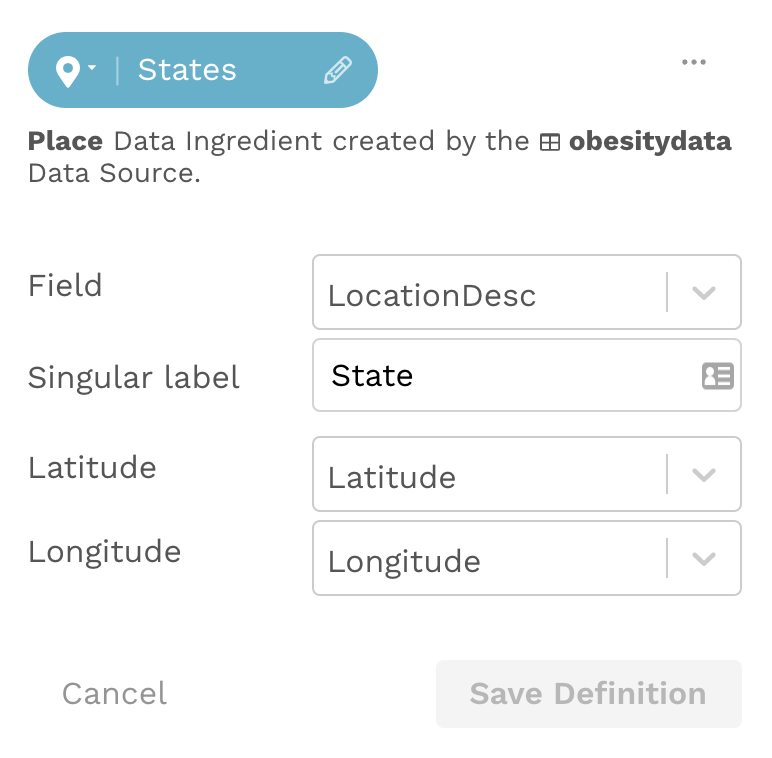 States
Place Data Ingredient created by the obesitydata
Data Source.
Field
LocationDesc
Singular label
State
Latitude
Latitude
Longitude
Longitude
Cancel
Save Definition